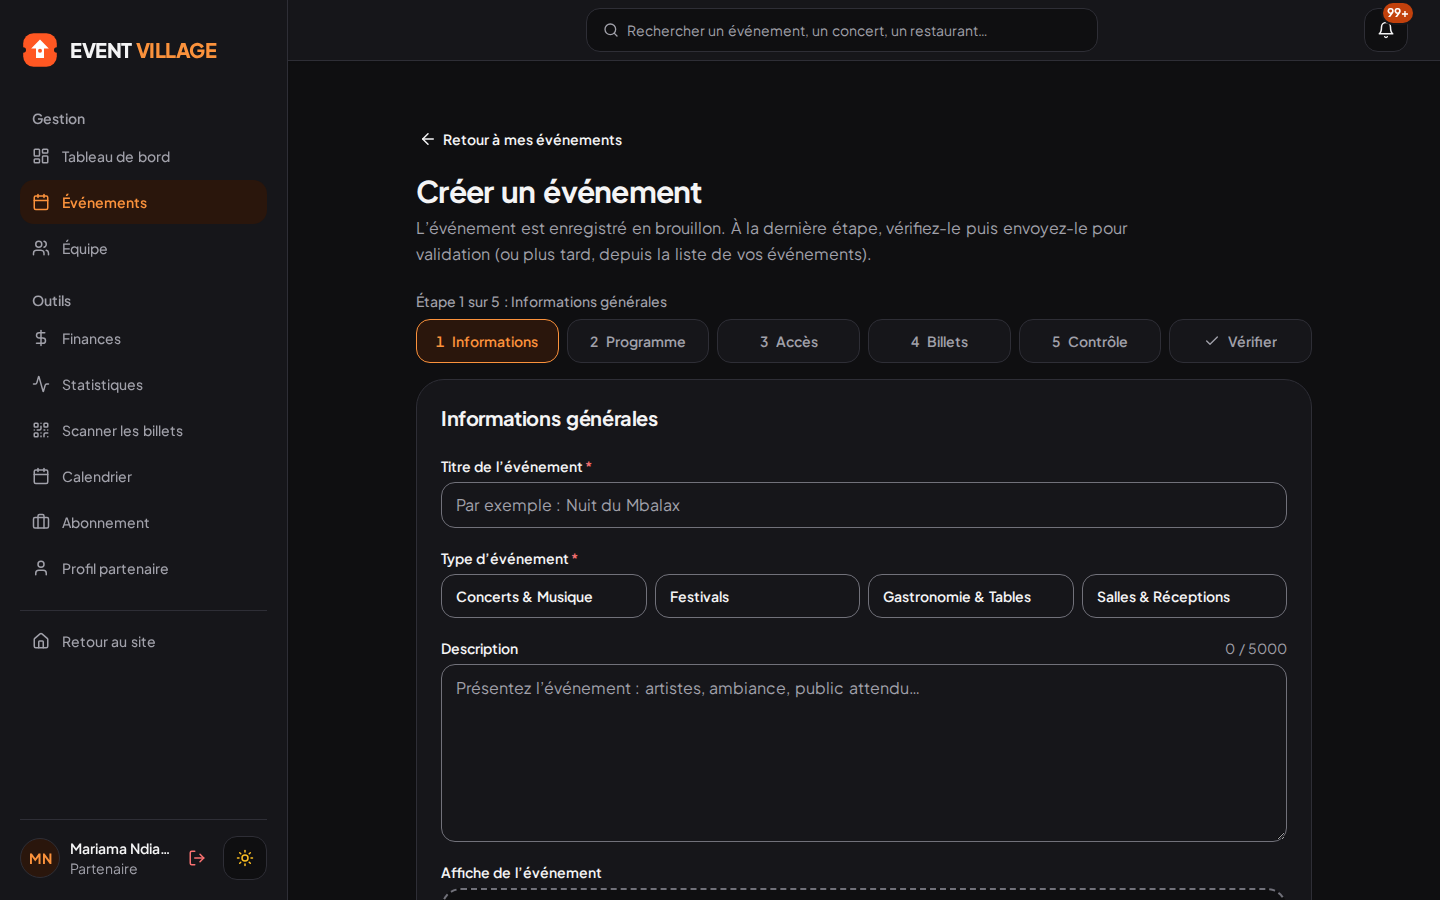 EVENT VILLAGE
Rechercher un événement, un concert, un restaurant...
99+
Gestion
Tableau de bord
Événements
Équipe
Outils
Finances
Statistiques
Scanner les billets
Calendrier
Abonnement
Profil partenaire
Retour au site
MN
Mariama Ndia...
Partenaire
Retour à mes événements
Créer un événement
L'événement est enregistré en brouillon. À la dernière étape, vérifiez-le puis envoyez-le pour
validation (ou plus tard, depuis la liste de vos événements).
Étape 1 sur 5 : Informations générales
1 Informations
2 Programme
3 Accès
4 Billets
5 Contrôle
Vérifier
Informations générales
Titre de l'événement *
Par exemple : Nuit du Mbalax
Type d'événement *
Concerts & Musique
Festivals
Gastronomie & Tables
Salles & Réceptions
Description
0 / 5000
Présentez l'événement : artistes, ambiance, public attendu...
Affiche de l'événement